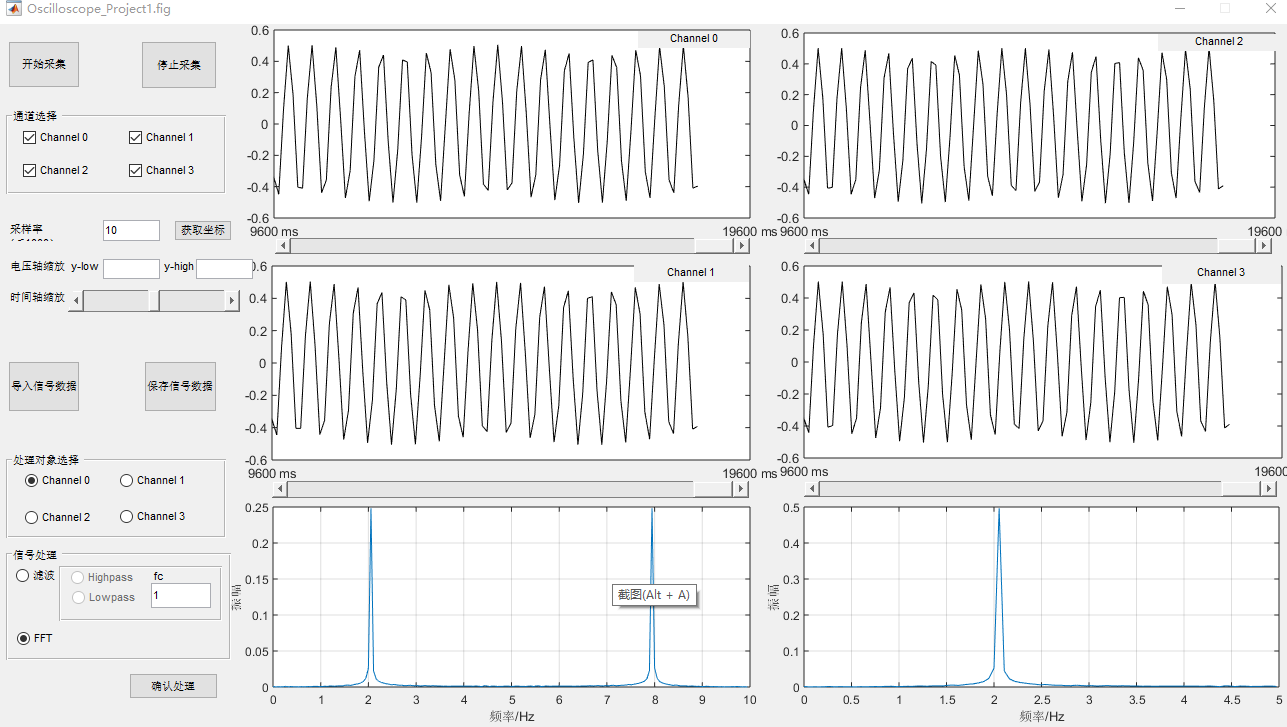 Oscilloscope_Project1.fig
开始采集
停止采集
通道选择
Channel 0
Channel 1
Channel 2
Channel 3
采样率
10
获取坐标
电压轴缩放 y-low
y-high
时间轴缩放
导入信号数据
保存信号数据
处理对象选择
Channel 0
Channel 1
Channel 2
Channel 3
信号处理
滤波
Highpass
fc
Lowpass
1
FFT
确认处理
Channel 0
0.6
0.4
0.2
0
-0.2
-0.4
-0.6
9600 ms
19600 ms
Channel 2
0.6
0.4
0.2
0
-0.2
-0.4
-0.6
9600 ms
19600
Channel 1
0.6
0.4
0.2
0
-0.2
-0.4
-0.6
9600 ms
19600 ms
Channel 3
0.6
0.4
0.2
0
-0.2
-0.4
-0.6
9600 ms
19600
0.25
0.2
0.15
0.1
0.05
0
0 1 2 3 4 5 6 7 8 9 10
频率/Hz
振幅
截图(Alt + A)
0.5
0.4
0.3
0.2
0.1
0
0 0.5 1 1.5 2 2.5 3 3.5 4 4.5 5
频率/Hz
振幅